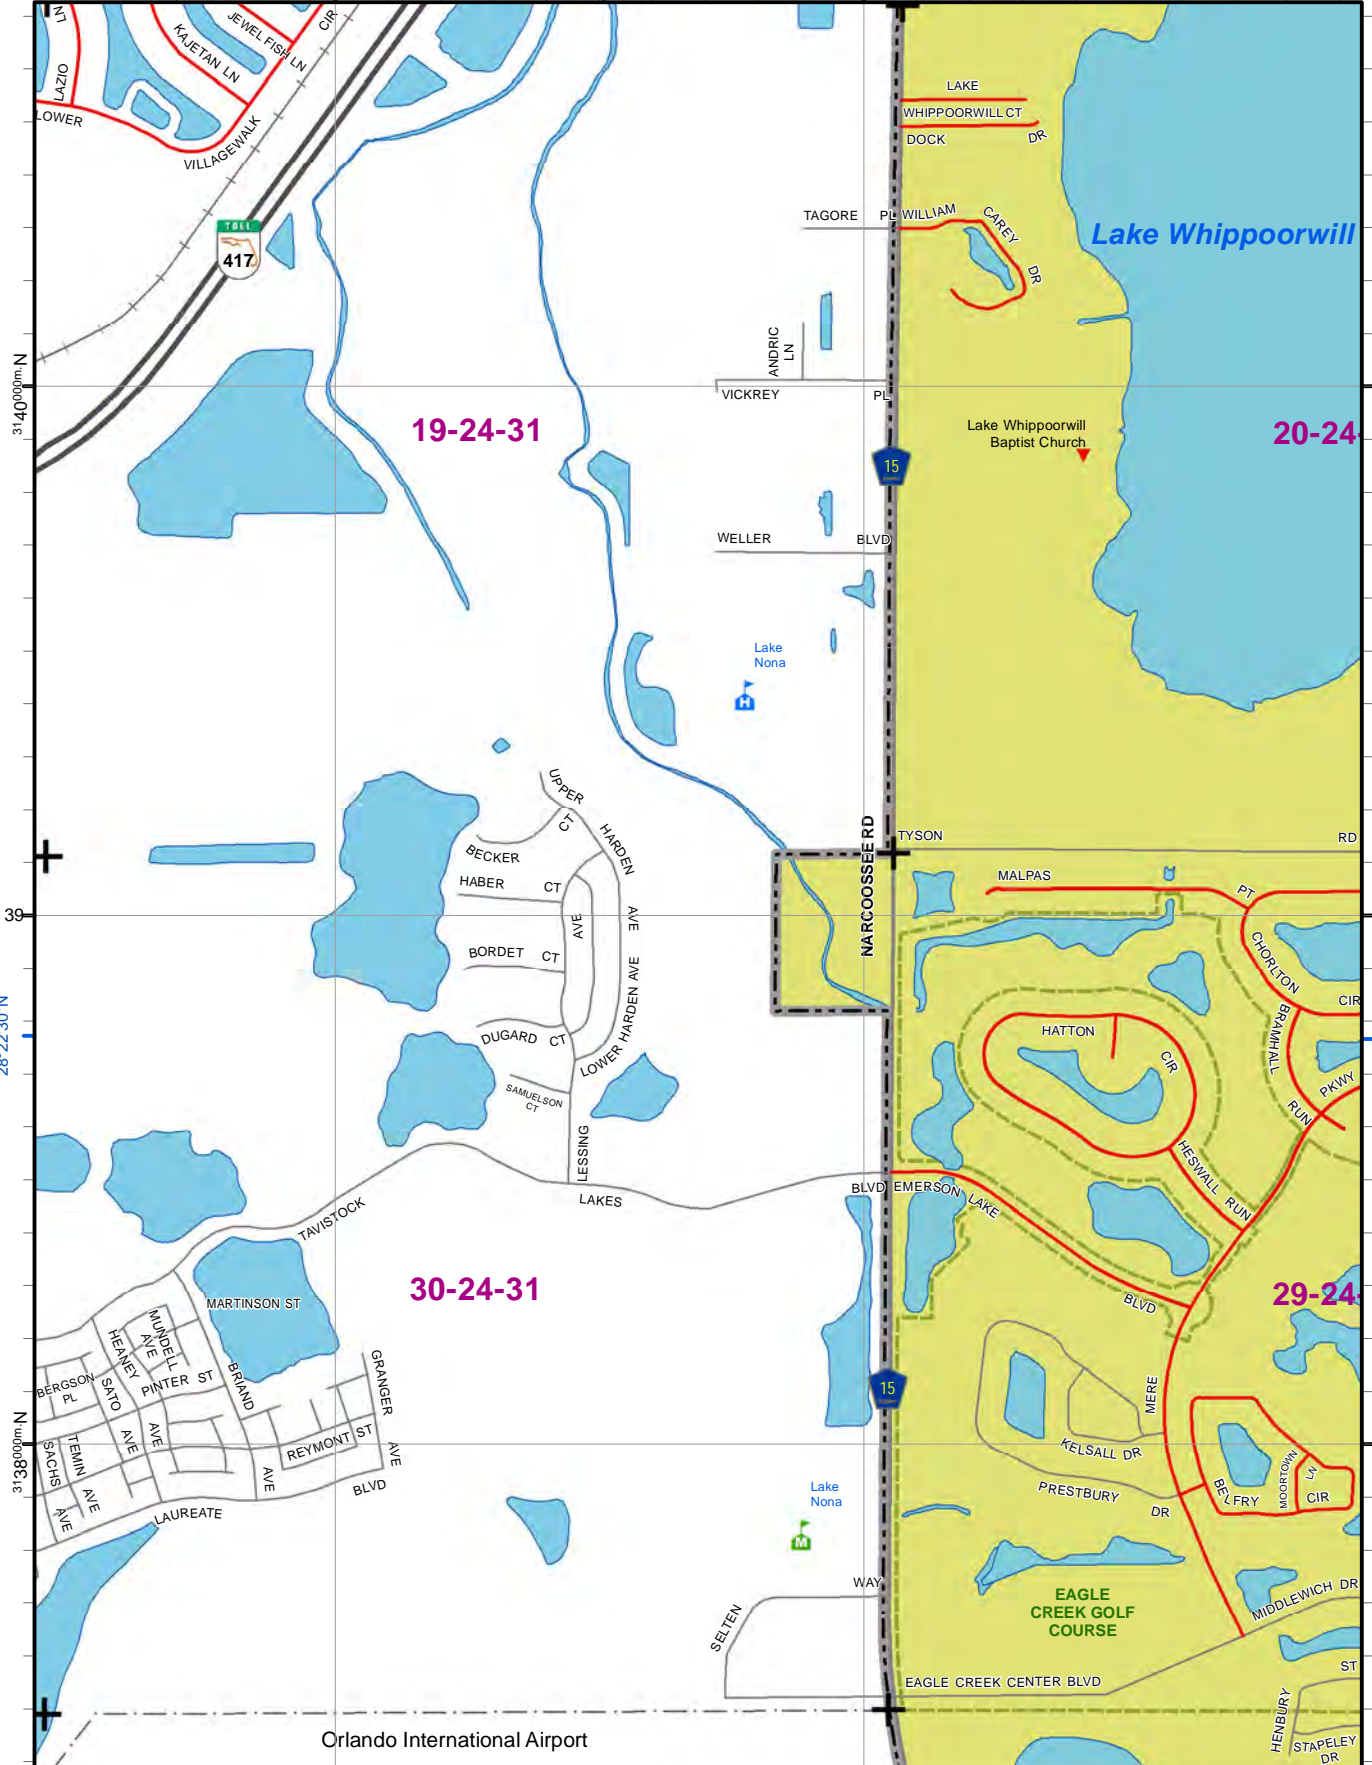 LN
LAZIO
LOWER
KAJETAN LN
JEWEL FISH LN
CIR
VILLAGEWALK
TOLL
417
LAKE
WHIPPOORWILL CT
DOCK DR
TAGORE PL
WILLIAM CAREY DR
Lake Whippoorwill
ANDRIC
LN
VICKREY PL
3140000m.N
19-24-31
Lake Whippoorwill
Baptist Church
20-24-
15
WELLER BLVD
Lake
Nona
H
UPPER HARDEN AVE
BECKER CT
HABER CT
AVE
BORDET CT
DUGARD CT
LOWER HARDEN AVE
SAMUELSON
CT
LESSING
NARCOOSSEE RD
TYSON RD
MALPAS PT
39
CHORLTON CIR
28°22'30"N
HATTON CIR
BRAMHALL RUN
PKWY
HESWALL RUN
TAVISTOCK LAKES BLVD
EMERSON LAKE BLVD
30-24-31
29-24-
MARTINSON ST
MUNDELL
AVE
HEANEY AVE
BERGSON
PL
SATO AVE
PINTER ST
BRIAND AVE
GRANGER AVE
REYMONT ST
SACHS AVE
TEMIN AVE
LAUREATE BLVD
3138000m.N
15
MERE
KELSALL DR
PRESTBURY DR
BELFRY CIR
MOORTOWN
LN
Lake
Nona
M
SELTEN WAY
EAGLE
CREEK GOLF
COURSE
MIDDLEWICH DR
EAGLE CREEK CENTER BLVD
ST
HENBURY
STAPELEY
DR
Orlando International Airport